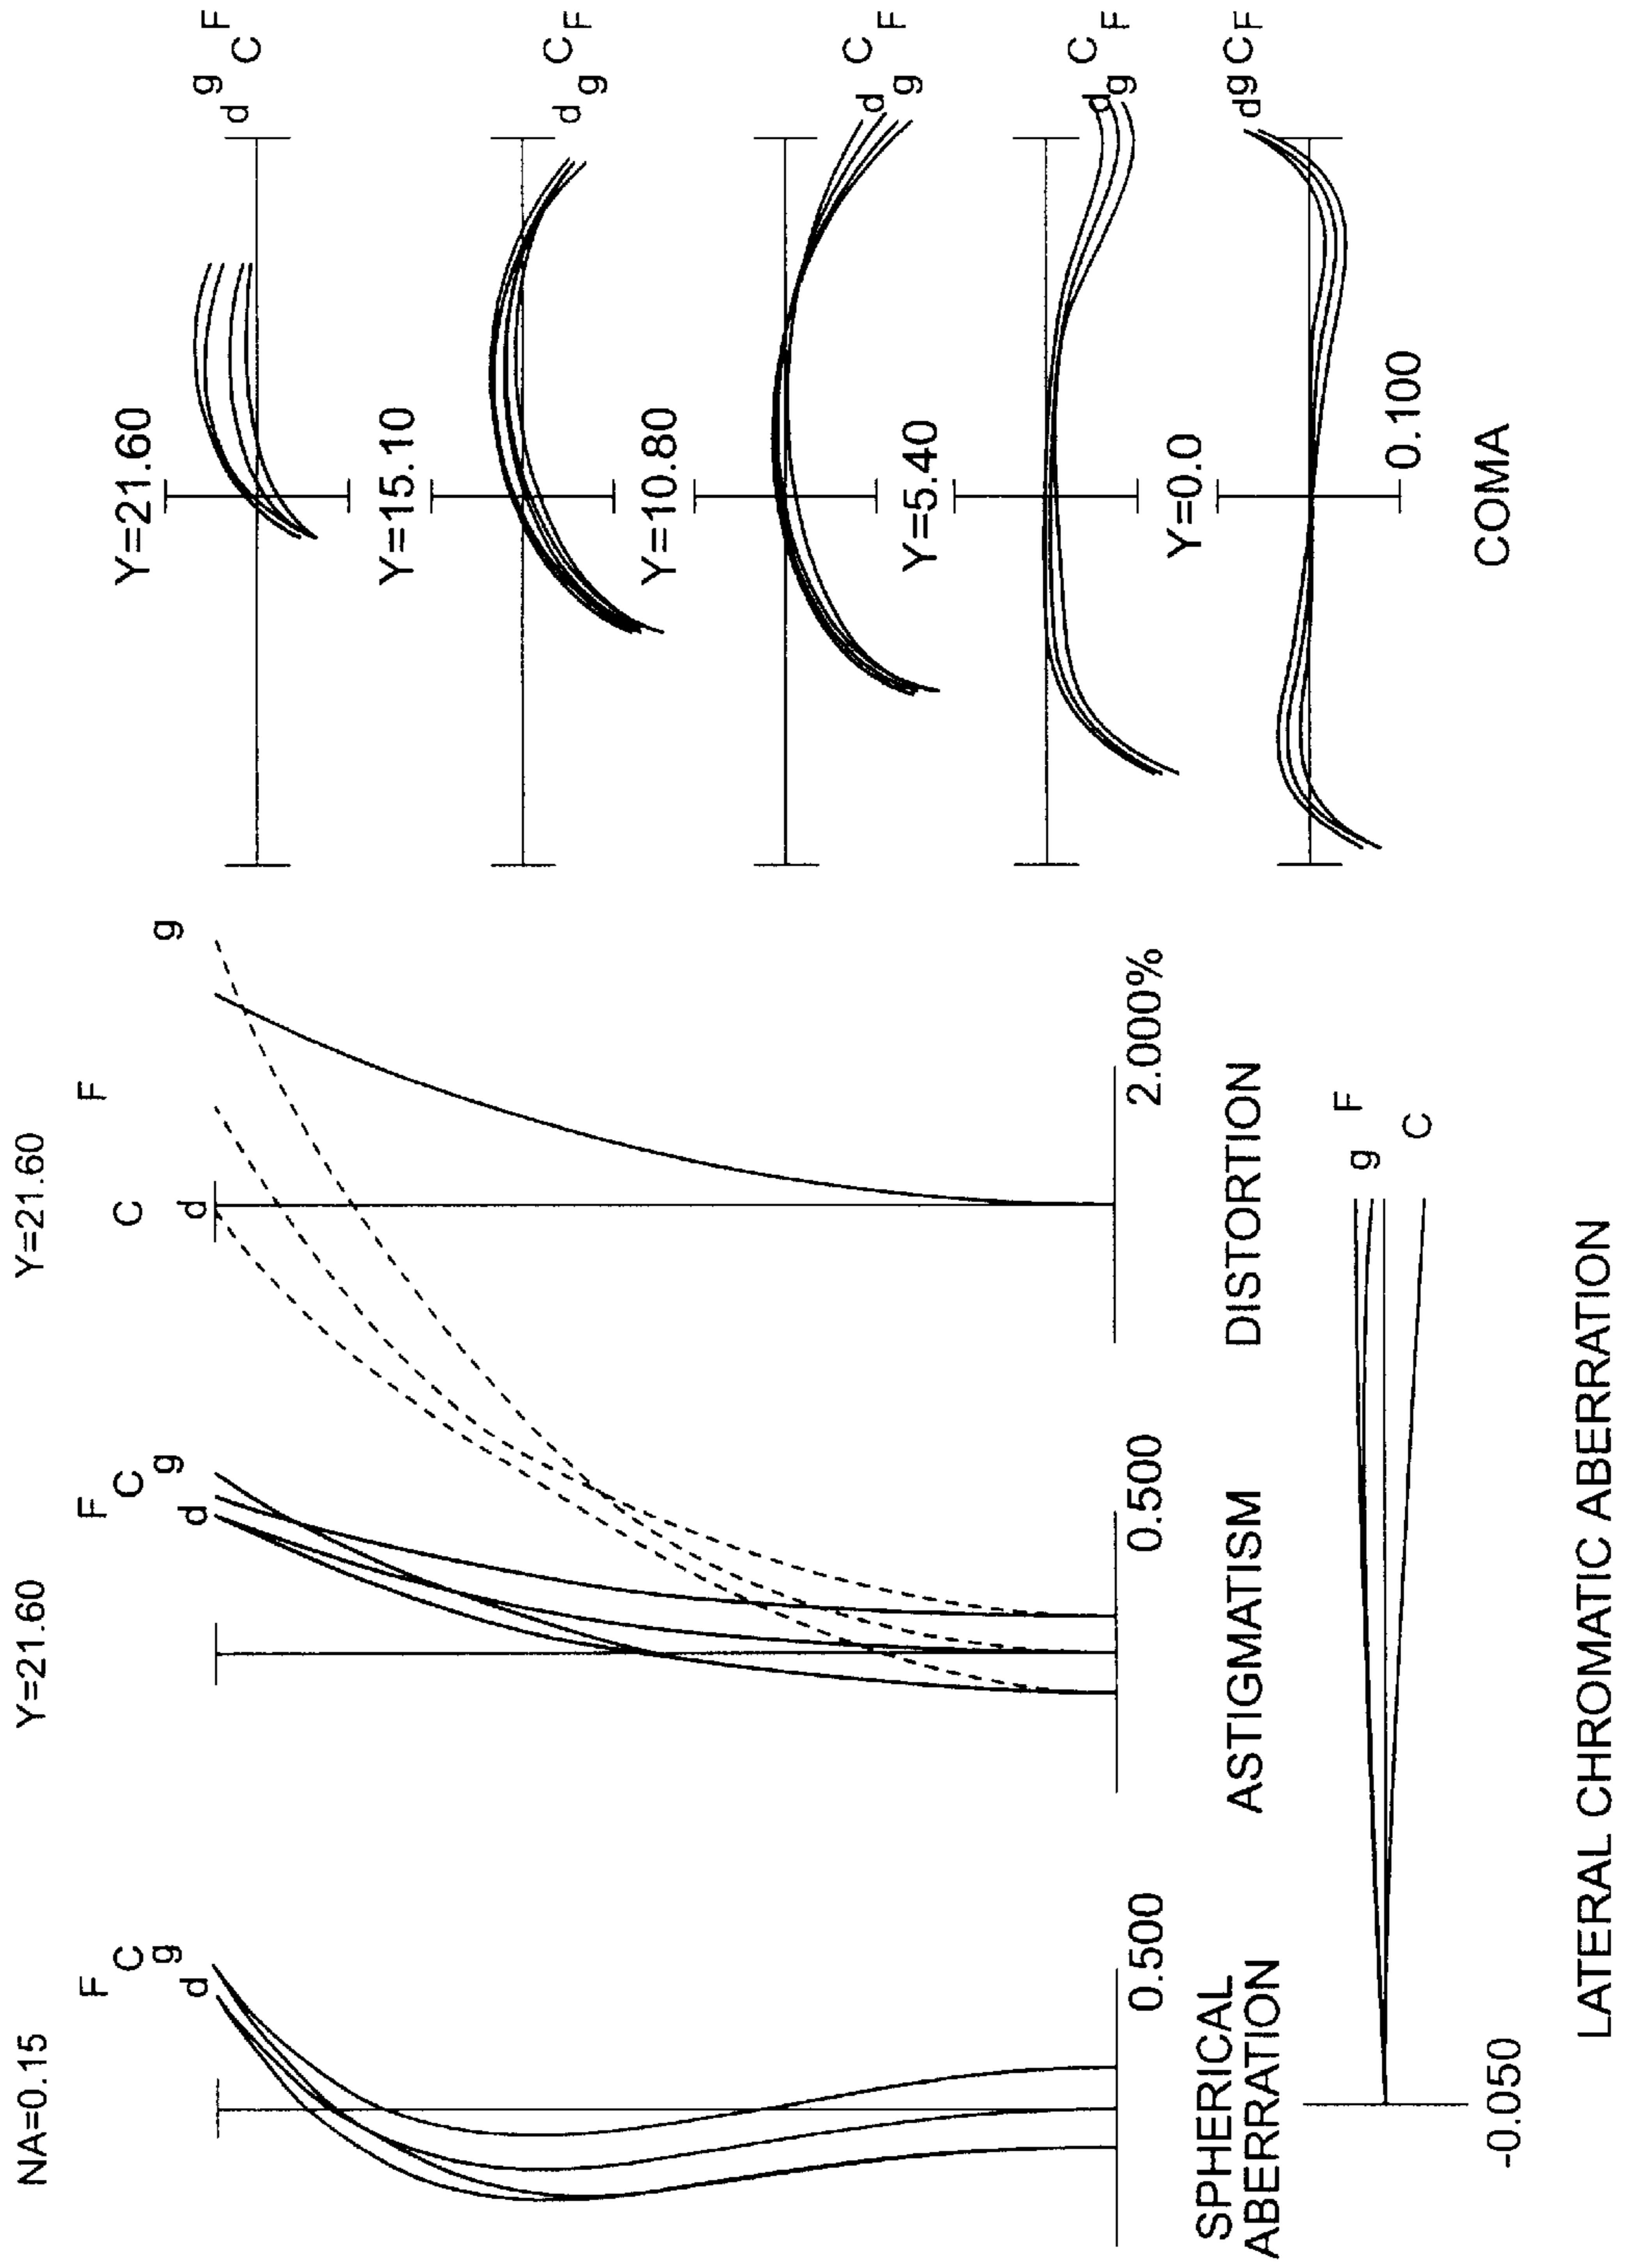 NA=0.15
F
C
g
d
0.500
SPHERICAL
ABERRATION
Y=21.60
F
C
g
d
0.500
ASTIGMATISM
Y=21.60
F
C
d
g
2.000%
DISTORTION
Y=21.60
d
g
C
F
Y=15.10
d
g
C
F
Y=10.80
d
g
C
F
Y=5.40
d
g
C
F
Y=0.0
d
g
C
F
0.100
COMA
g
F
C
-0.050
LATERAL CHROMATIC ABERRATION